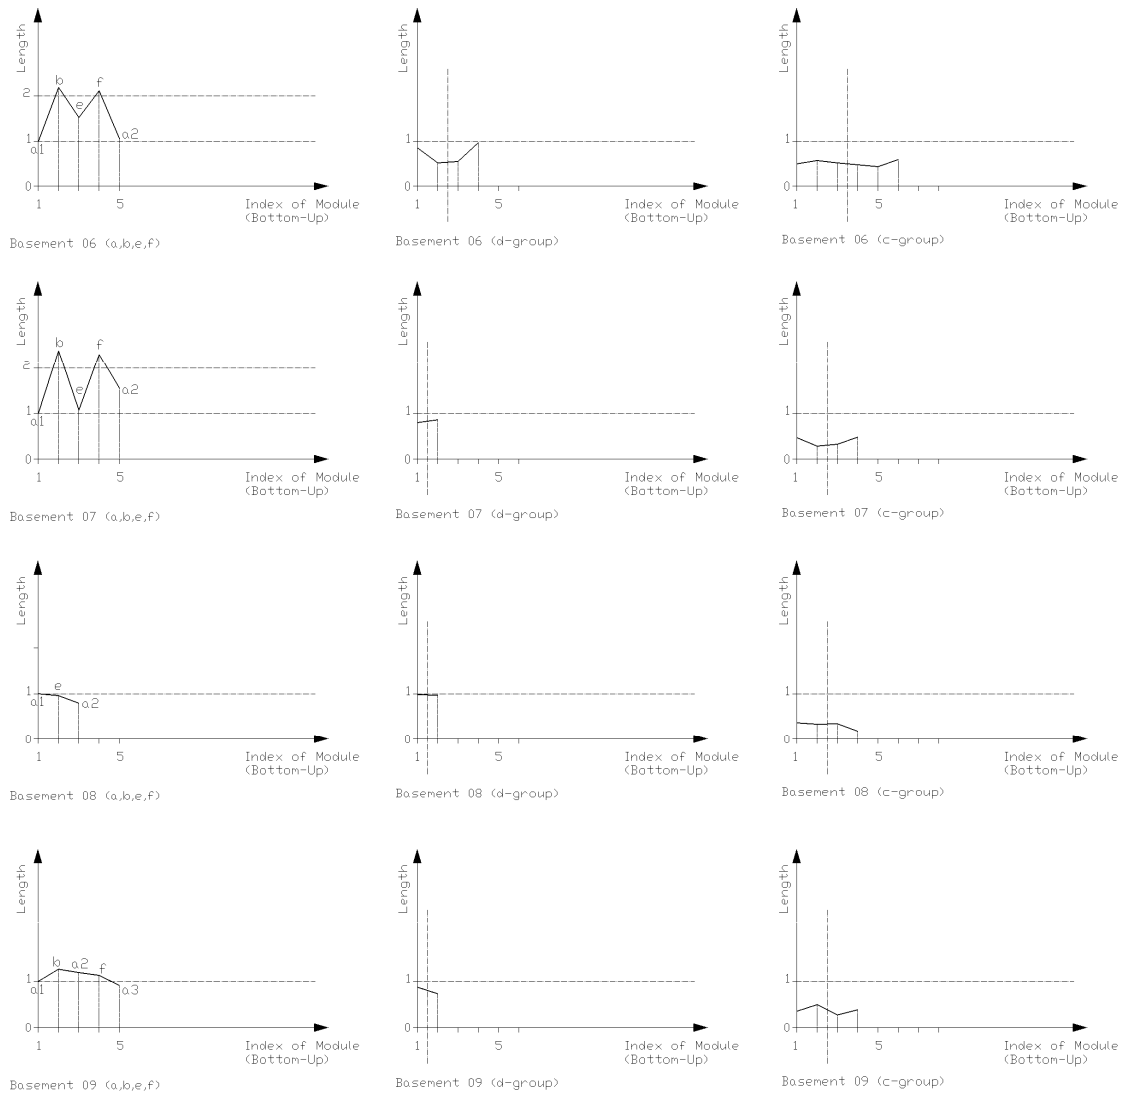 Length
2
b
f
e
a2
1
a1
0
1
5
Index of Module
(Bottom-Up)
Basement 06 (a,b,e,f)
Length
1
0
1
5
Index of Module
(Bottom-Up)
Basement 06 (d-group)
Length
1
0
1
5
Index of Module
(Bottom-Up)
Basement 06 (c-group)
Length
b
f
2
e
a2
1
a1
0
1
5
Index of Module
(Bottom-Up)
Basement 07 (a,b,e,f)
Length
1
0
1
5
Index of Module
(Bottom-Up)
Basement 07 (d-group)
Length
1
0
1
5
Index of Module
(Bottom-Up)
Basement 07 (c-group)
Length
1
e
a1
a2
0
1
5
Index of Module
(Bottom-Up)
Basement 08 (a,b,e,f)
Length
1
0
1
5
Index of Module
(Bottom-Up)
Basement 08 (d-group)
Length
1
0
1
5
Index of Module
(Bottom-Up)
Basement 08 (c-group)
Length
b
a2
f
1
a1
a3
0
1
5
Index of Module
(Bottom-Up)
Basement 09 (a,b,e,f)
Length
1
0
1
5
Index of Module
(Bottom-Up)
Basement 09 (d-group)
Length
1
0
1
5
Index of Module
(Bottom-Up)
Basement 09 (c-group)